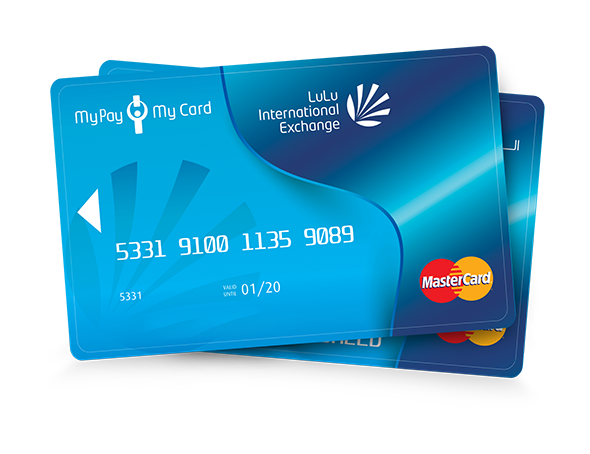 MyPay My Card
LuLu
International
Exchange
5331 9100 1135 9089
5331
VALID
UNTIL 01/20
MasterCard